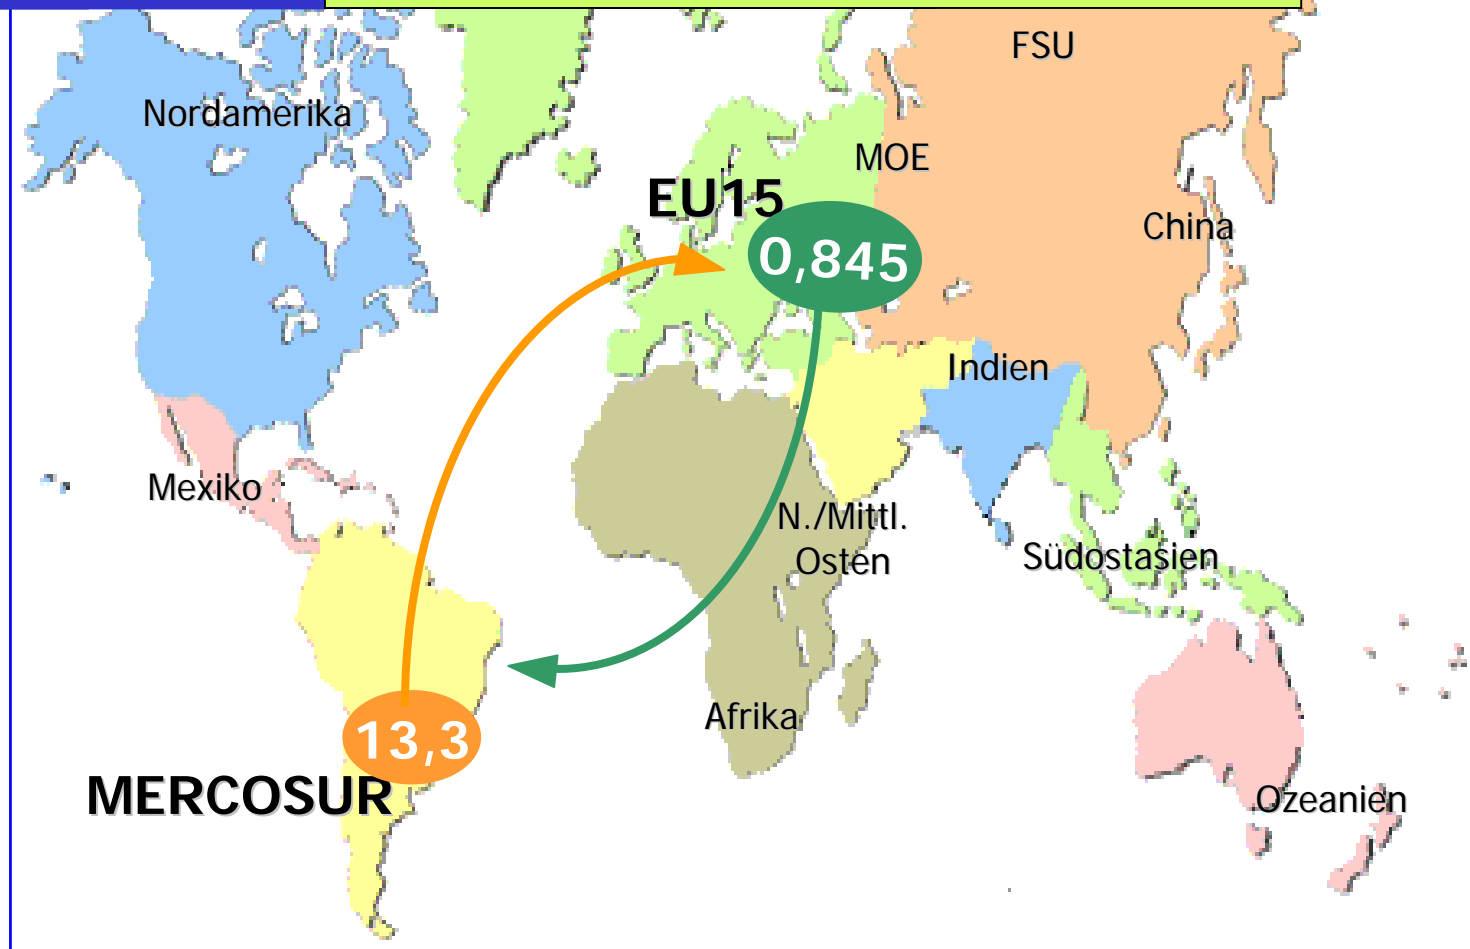 FSU
Nordamerika
MOE
EU15
China
0,845
Indien
Mexiko
N./Mittl.
Osten
Südostasien
Afrika
13,3
MERCOSUR
Ozeanien